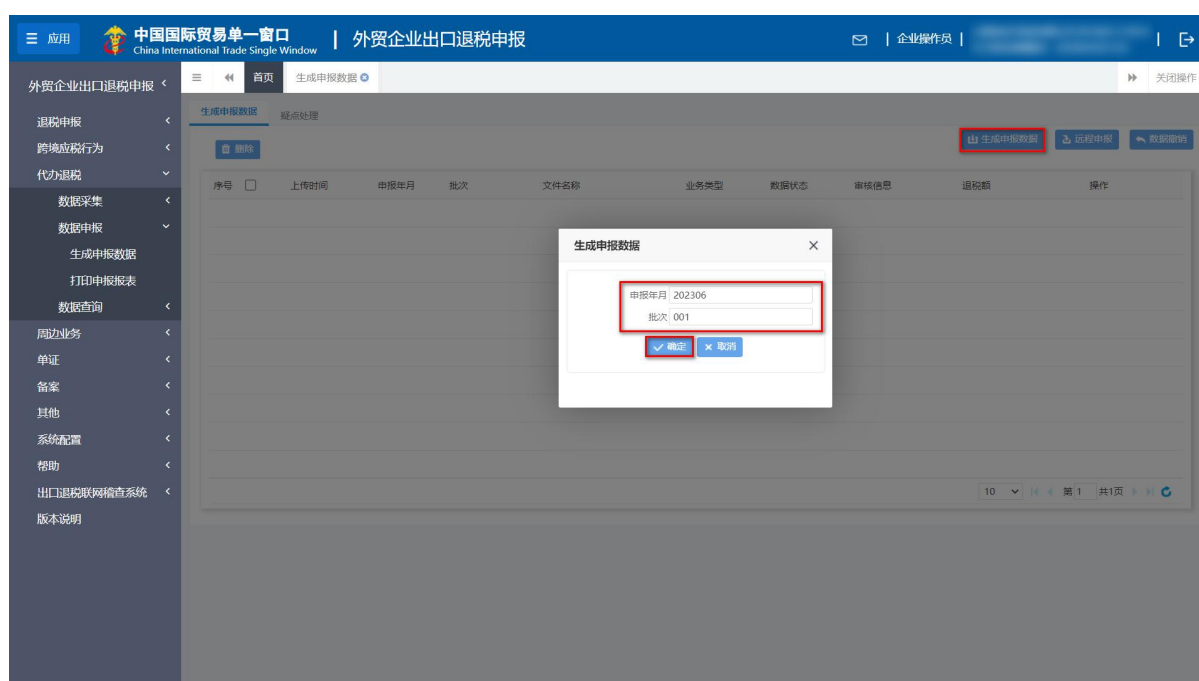 应用
中国国际贸易单一窗口
China International Trade Single Window
外贸企业出口退税申报
企业操作员
外贸企业出口退税申报
首页
生成申报数据
关闭操作
退税申报
跨境应税行为
代办退税
数据采集
数据申报
生成申报数据
打印申报报表
数据查询
周边业务
单证
备案
其他
系统配置
帮助
出口退税联网稽查系统
版本说明
生成申报数据 疑点处理
删除
生成申报数据 远程申报 数据撤销
序号 上传时间 申报年月 批次 文件名称 业务类型 数据状态 审核信息 退税额 操作
生成申报数据
申报年月 202306
批次 001
确定 取消
10 第 1 共1页